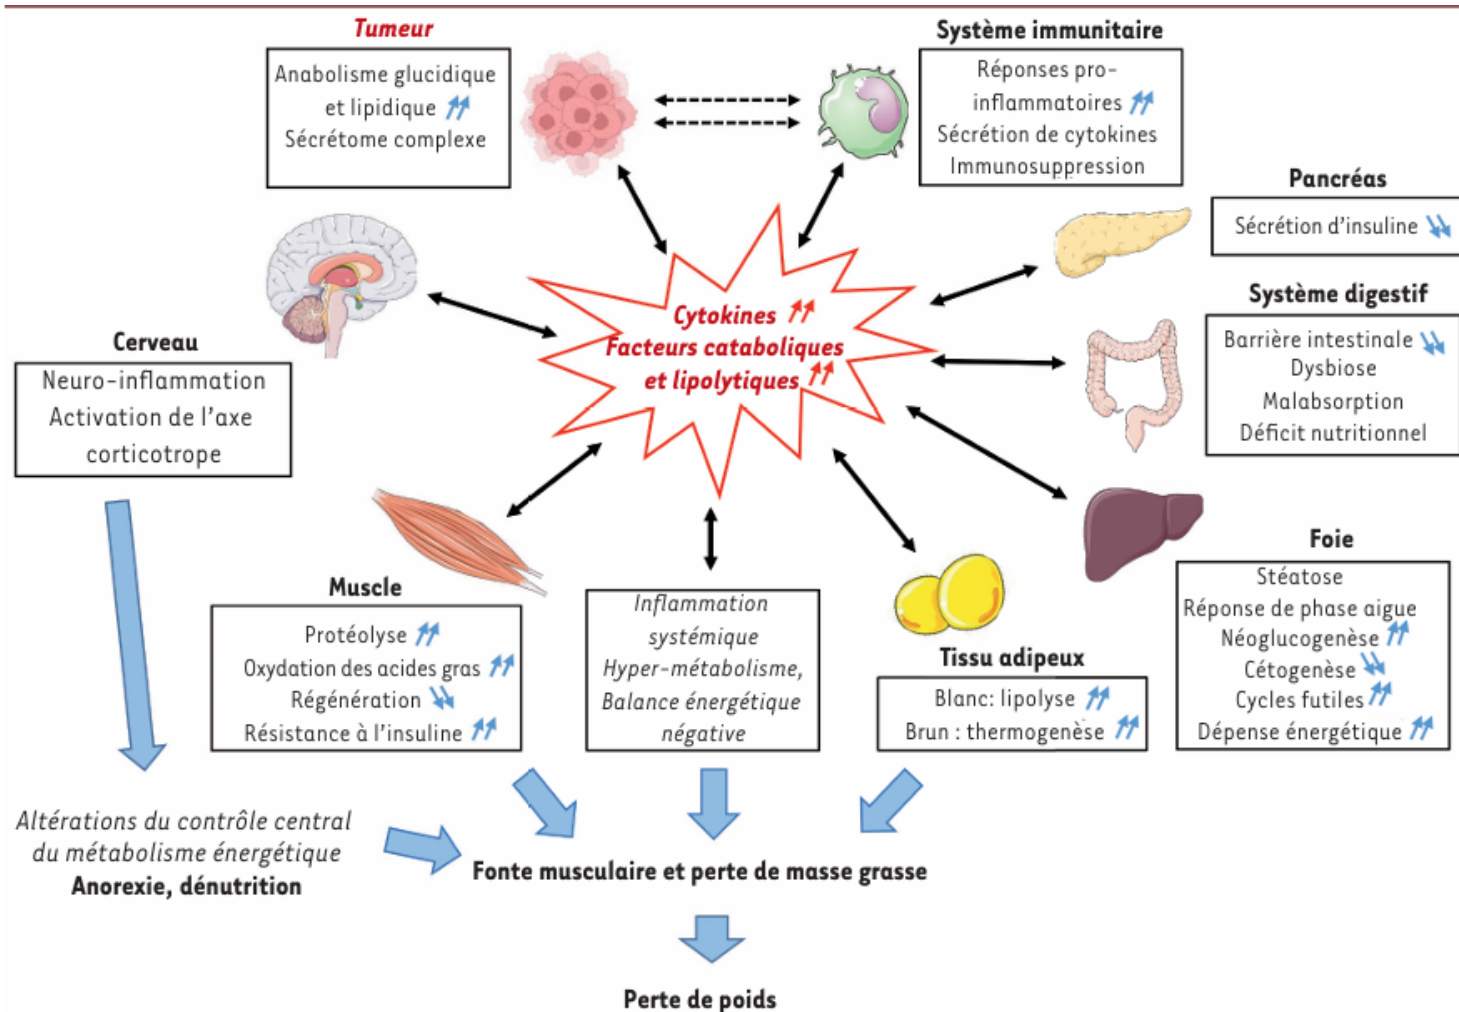 Tumeur
Anabolisme glucidique
et lipidique
Sécrétome complexe
Système immunitaire
Réponses pro-
inflammatoires
Sécrétion de cytokines
Immunosuppression
Pancréas
Sécrétion d'insuline
Système digestif
Barrière intestinale
Dysbiose
Malabsorption
Déficit nutritionnel
Cytokines
Facteurs cataboliques
et lipolytiques
Cerveau
Neuro-inflammation
Activation de l'axe
corticotrope
Muscle
Protéolyse
Oxydation des acides gras
Régénération
Résistance à l'insuline
Inflammation
systémique
Hyper-métabolisme,
Balance énergétique
négative
Tissu adipeux
Blanc: lipolyse
Brun : thermogenèse
Foie
Stéatose
Réponse de phase aigue
Néoglucogenèse
Cétogenèse
Cycles futiles
Dépense énergétique
Altérations du contrôle central
du métabolisme énergétique
Anorexie, dénutrition
Fonte musculaire et perte de masse grasse
Perte de poids